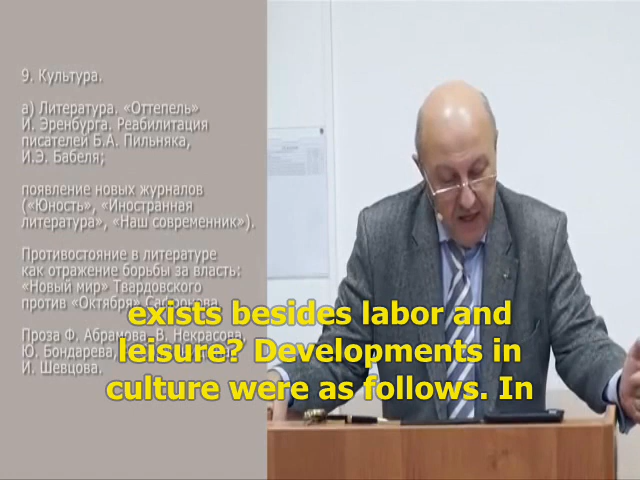 9. Культура.
а) Литература. «Оттепель»
И. Эренбурга. Реабилитация
писателей Б.А. Пильняка,
И.Э. Бабеля;
появление новых журналов
(«Юность», «Иностранная
литература», «Наш современник»).
Противостояние в литературе
как отражение борьбы за власть:
«Новый мир» Твардовского
против «Октября»
Проза Ф. Абрамова, В. Некрасова,
Ю. Бондарева,
И. Шевцова.
exists besides labor and
leisure? Developments in
culture were as follows. In